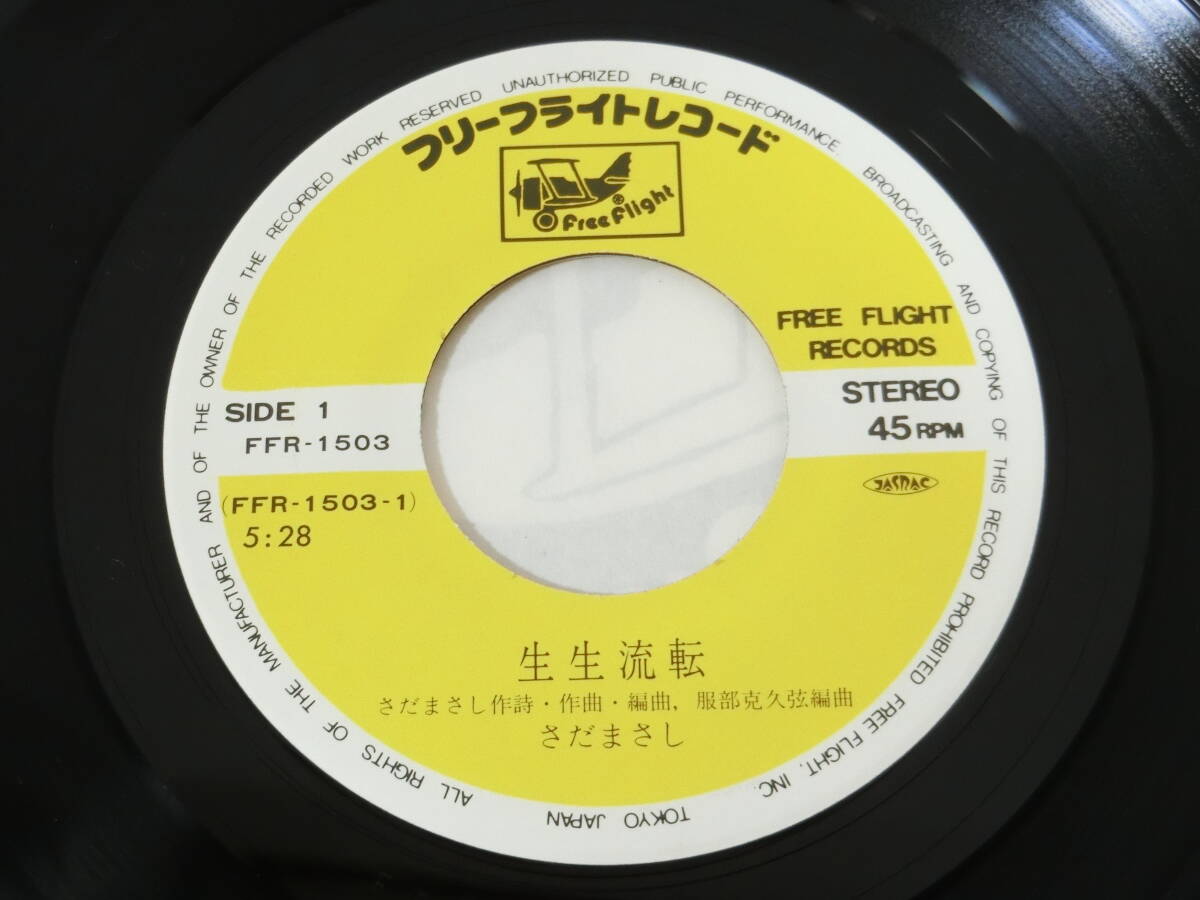 フリーフライトレコード
Free Flight®
FREE FLIGHT
RECORDS
SIDE 1
FFR-1503
STEREO
45 RPM
(FFR-1503-1)
5:28
JASRAC
生生流転
さだまさし作詩・作曲・編曲, 服部克久弦編曲
さだまさし
ALL RIGHTS OF THE MANUFACTURER AND OF THE OWNER OF THE RECORDED WORK RESERVED UNAUTHORIZED PUBLIC PERFORMANCE, BROADCASTING AND COPYING OF THIS RECORD PROHIBITED FREE FLIGHT, INC. TOKYO JAPAN